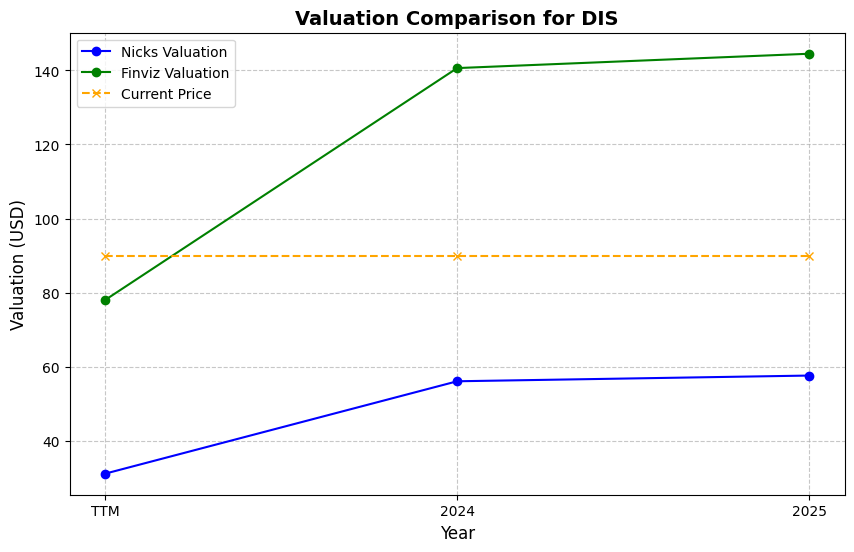 Valuation Comparison for DIS
Nicks Valuation
Finviz Valuation
Current Price
Valuation (USD)
140
120
100
80
60
40
TTM
2024
2025
Year